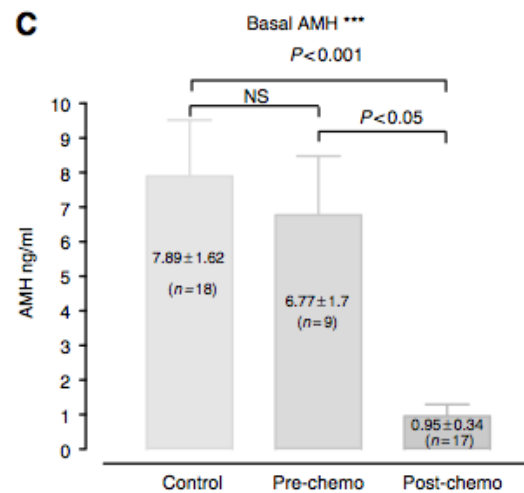 C
Basal AMH ***
P<0.001
NS
P<0.05
10
9
8
7
6
5
4
3
2
1
0
AMH ng/ml
7.89±1.62
(n=18)
6.77±1.7
(n=9)
0.95±0.34
(n=17)
Control Pre-chemo Post-chemo